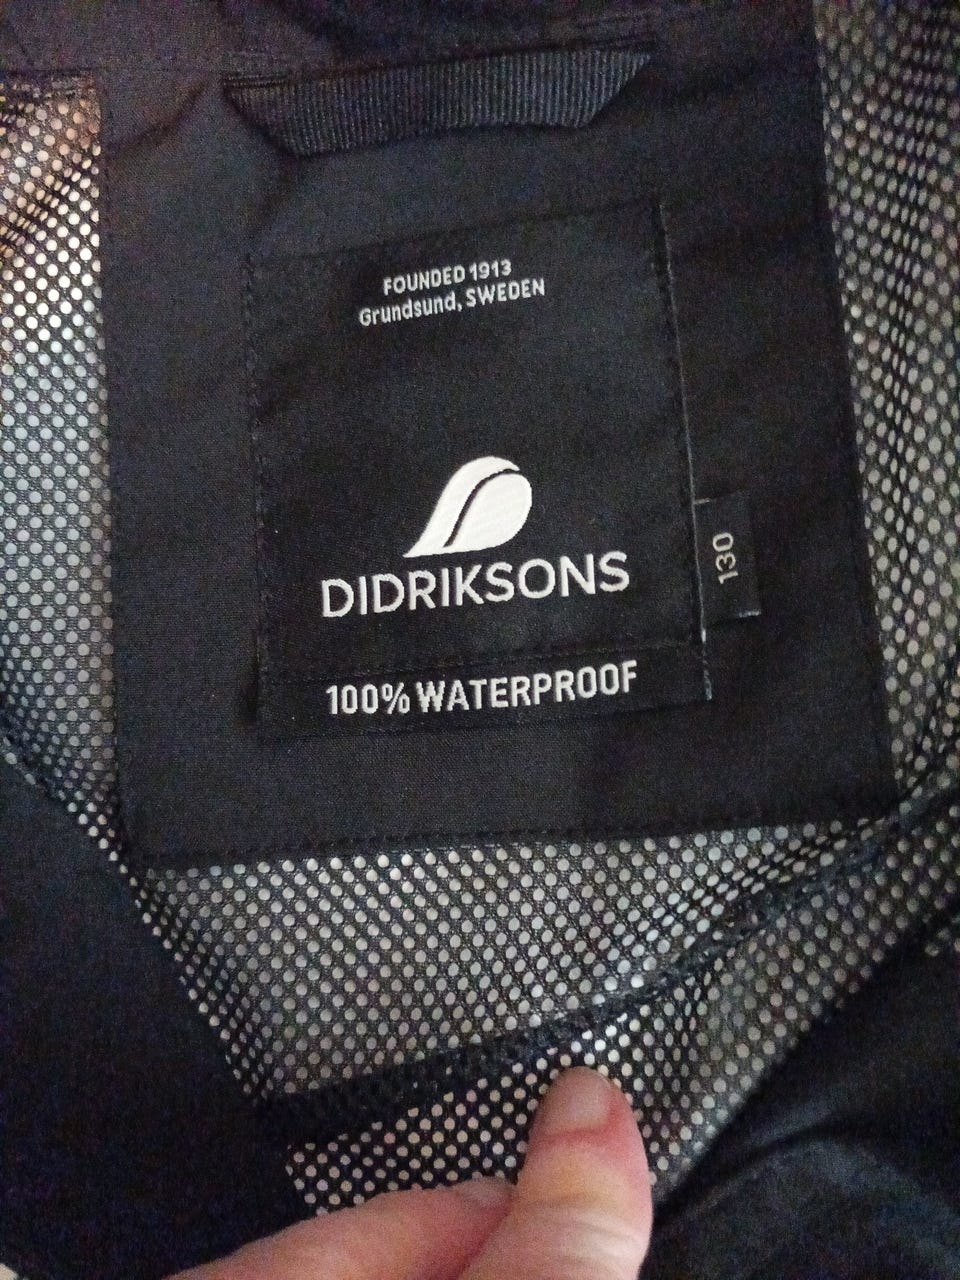 FOUNDED 1913
Grundsund, SWEDEN
DIDRIKSONS
130
100% WATERPROOF